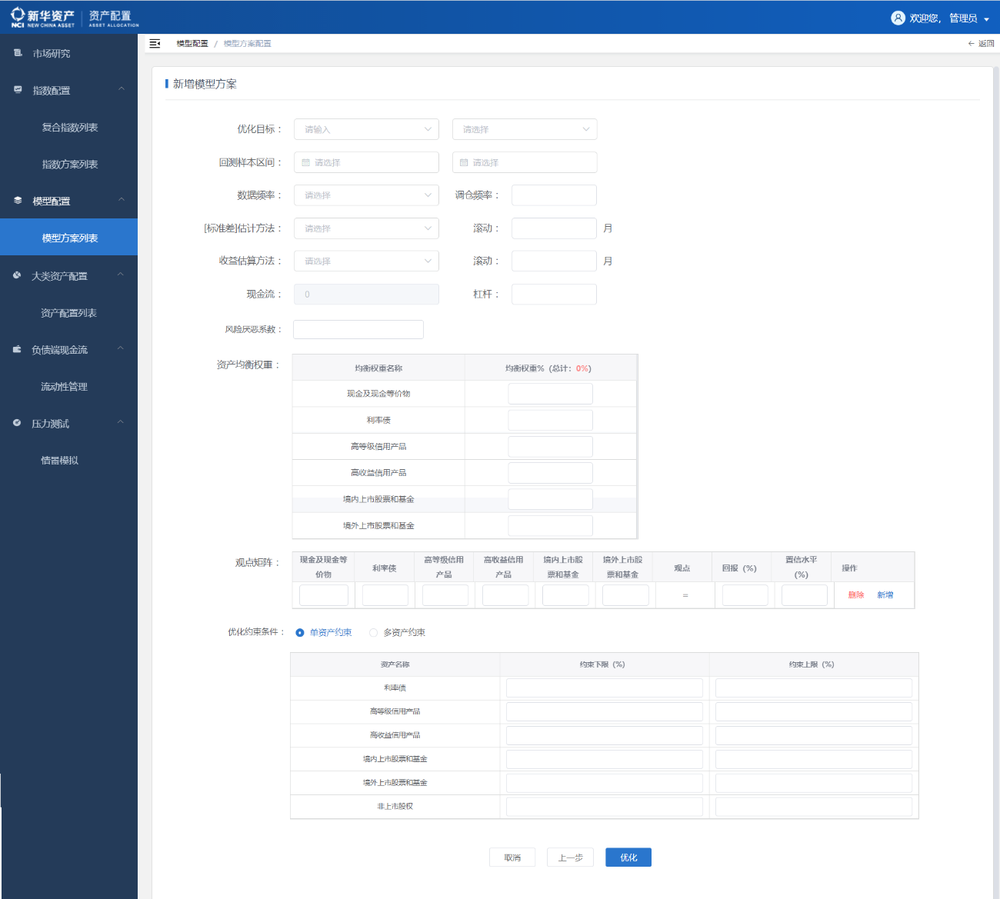 新华资产 资产配置
NCI NEW CHINA ASSET ASSET ALLOCATION
欢迎您, 管理员
模型配置 / 模型方案配置
← 返回
市场研究
指数配置
复合指数列表
指数方案列表
模型配置
模型方案列表
大类资产配置
资产配置列表
负债端现金流
流动性管理
压力测试
情景模拟
新增模型方案
优化目标： 请输入 请选择
回测样本区间： 请选择 请选择
数据频率： 请选择 调仓频率：
[标准差]估计方法： 请选择 滚动： 月
收益估算方法： 请选择 滚动： 月
现金流： 0 杠杆：
风险厌恶系数：
资产均衡权重：
均衡权重名称 均衡权重% (总计：0%)
现金及现金等价物
利率债
高等级信用产品
高收益信用产品
境内上市股票和基金
境外上市股票和基金
观点矩阵：
现金及现金等价物 利率债 高等级信用产品 高收益信用产品 境内上市股票和基金 境外上市股票和基金 观点 回报 (%) 置信水平 (%) 操作
= 删除 新增
优化约束条件： 单资产约束 多资产约束
资产名称 约束下限 (%) 约束上限 (%)
利率债
高等级信用产品
高收益信用产品
境内上市股票和基金
境外上市股票和基金
非上市股权
取消 上一步 优化